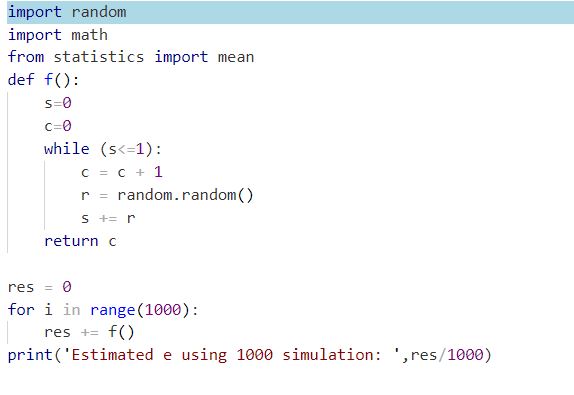 import random
import math
from statistics import mean
def f():
    s=0
    c=0
    while (s<=1):
        c = c + 1
        r = random.random()
        s += r
    return c

res = 0
for i in range(1000):
    res += f()
print('Estimated e using 1000 simulation: ',res/1000)